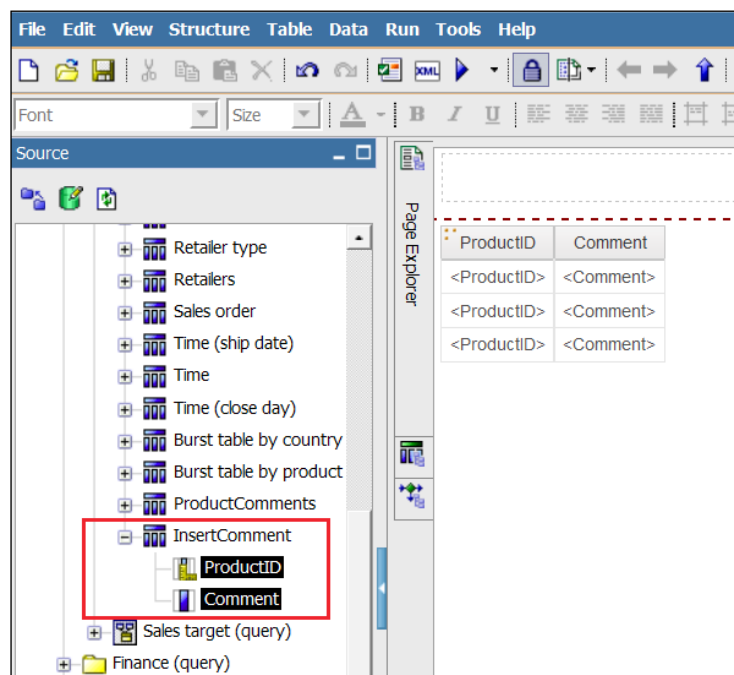 File Edit View Structure Table Data Run Tools Help
XML
Font Size A B I U
Source
Retailer type
Retailers
Sales order
Time (ship date)
Time
Time (close day)
Burst table by country
Burst table by product
ProductComments
InsertComment
ProductID
Comment
Sales target (query)
Finance (query)
Page Explorer
ProductID Comment
<ProductID> <Comment>
<ProductID> <Comment>
<ProductID> <Comment>